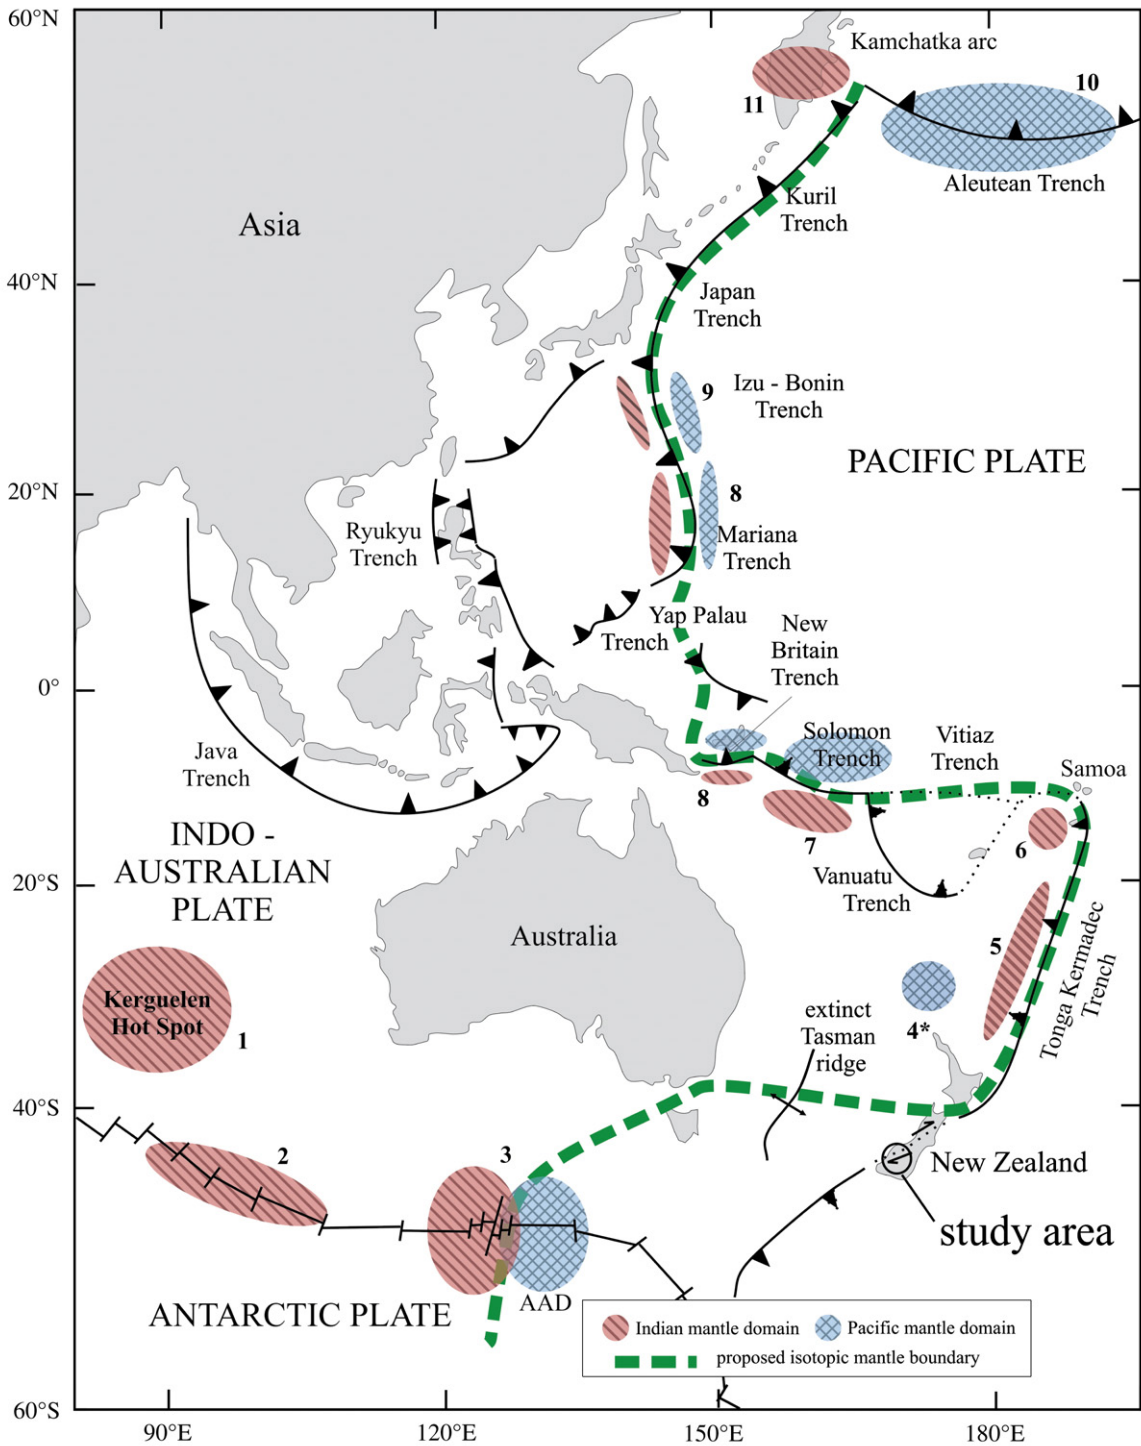 60°N
Kamchatka arc
11
10
Aleutean Trench
Kuril
Trench
Asia
40°N
Japan
Trench
9
Izu - Bonin
Trench
PACIFIC PLATE
20°N
8
Ryukyu
Trench
Mariana
Trench
Yap Palau
Trench
New
Britain
Trench
0°
Solomon
Trench
Vitiaz
Trench
Java
Trench
Samoa
8
7
6
INDO -
AUSTRALIAN
PLATE
Vanuatu
Trench
20°S
Australia
5
Tonga Kermadec
Trench
Kerguelen
Hot Spot
1
4*
extinct
Tasman
ridge
40°S
2
3
New Zealand
study area
AAD
ANTARCTIC PLATE
Indian mantle domain
Pacific mantle domain
proposed isotopic mantle boundary
60°S
90°E
120°E
150°E
180°E